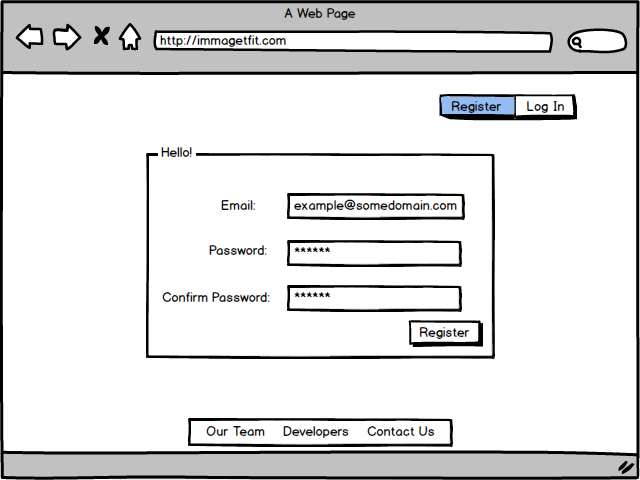 A Web Page
http://immagetfit.com
Register Log In
Hello!
Email: example@somedomain.com
Password: ******
Confirm Password: ******
Register
Our Team Developers Contact Us